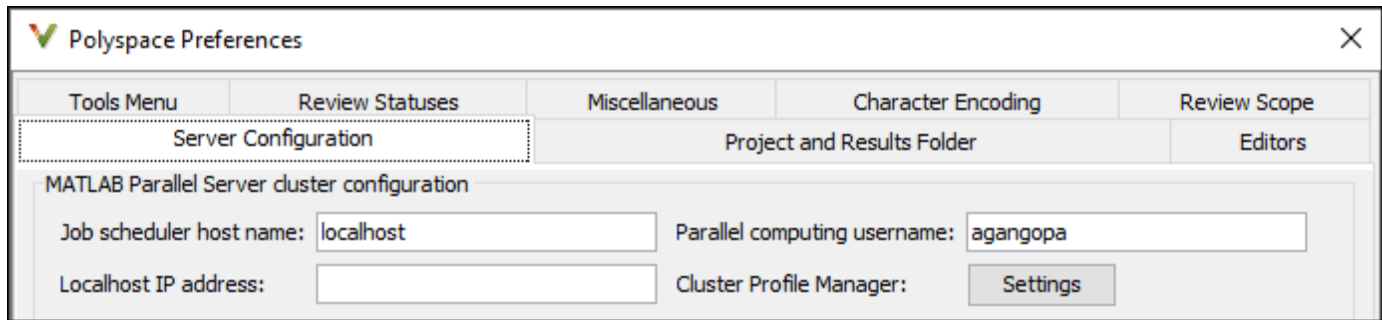 Polyspace Preferences
Tools Menu Review Statuses Miscellaneous Character Encoding Review Scope
Server Configuration Project and Results Folder Editors
MATLAB Parallel Server cluster configuration
Job scheduler host name: localhost Parallel computing username: agangopa
Localhost IP address: Cluster Profile Manager: Settings